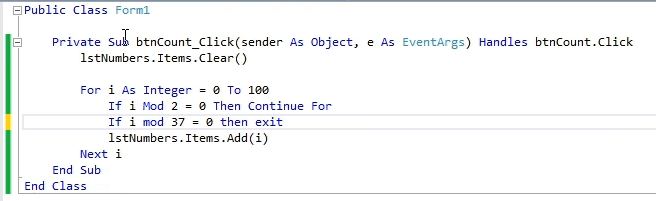 Public Class Form1
Private Sub btnCount_Click(sender As Object, e As EventArgs) Handles btnCount.Click
lstNumbers.Items.Clear()
For i As Integer = 0 To 100
If i Mod 2 = 0 Then Continue For
If i mod 37 = 0 then exit
lstNumbers.Items.Add(i)
Next i
End Sub
End Class